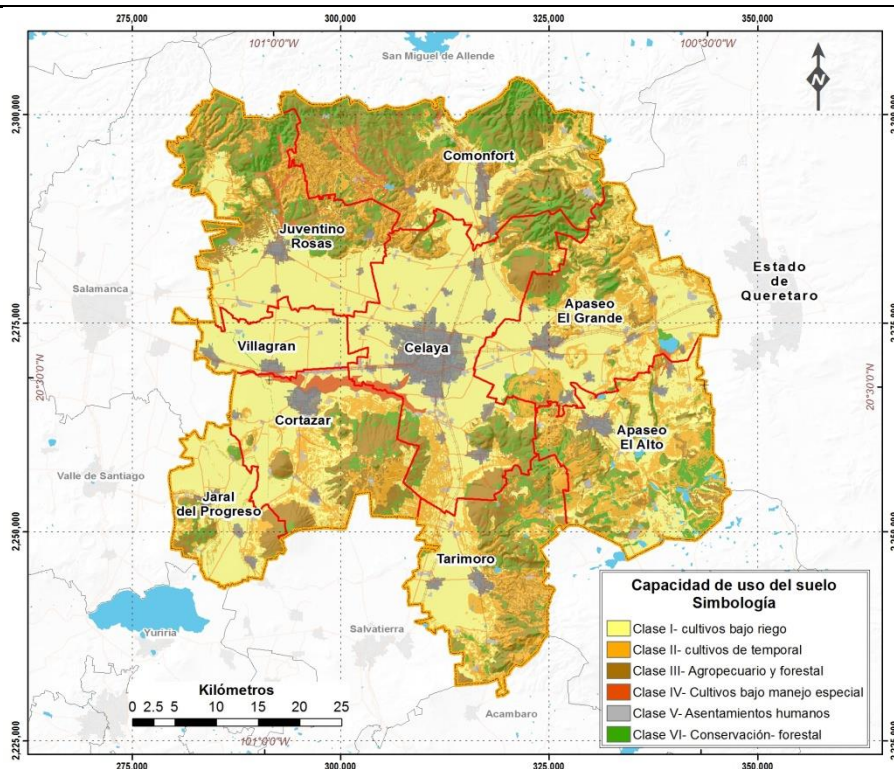 275,000 300,000 325,000 350,000
101°0'0"W 100°30'0"W
San Miguel de Allende
N
2,300,000
Comonfort
Juventino
Rosas
Estado
de
Queretaro
Salamanca
Apaseo
El Grande
2,275,000
Villagran
Celaya
20°30'0"N 20°30'0"N
Cortazar
Apaseo
El Alto
Valle de Santiago
Jaral
del Progreso
2,250,000
Tarimoro
Yuriria
Salvatierra
Acambaro
Kilómetros
0 2.5 5 10 15 20 25
Capacidad de uso del suelo
Simbología
Clase I- cultivos bajo riego
Clase II- cultivos de temporal
Clase III- Agropecuario y forestal
Clase IV- Cultivos bajo manejo especial
Clase V- Asentamientos humanos
Clase VI- Conservación- forestal
2,225,000
101°0'0"W
275,000 300,000 325,000 350,000